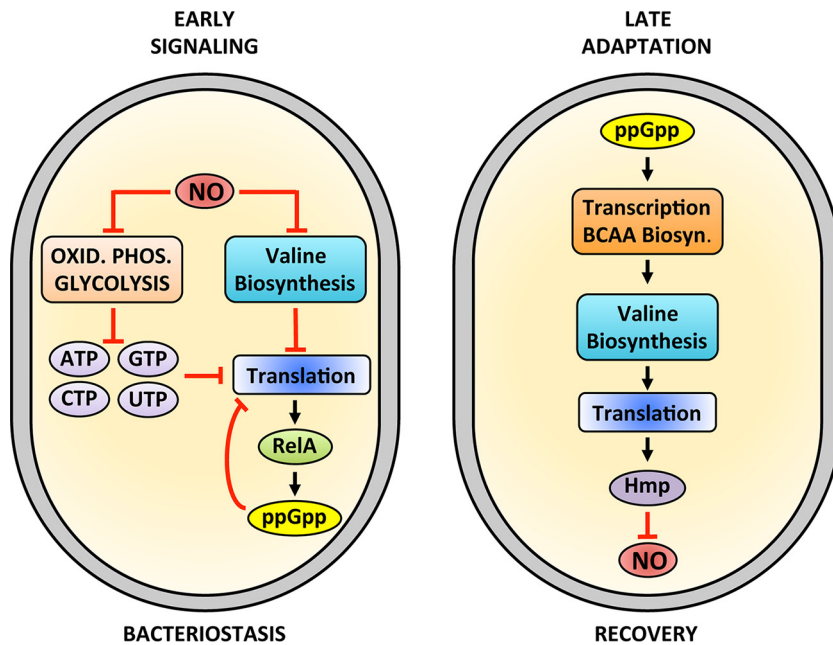 EARLY
SIGNALING
NO
OXID. PHOS.
GLYCOLYSIS
Valine
Biosynthesis
ATP
GTP
CTP
UTP
Translation
RelA
ppGpp
BACTERIOSTASIS
LATE
ADAPTATION
ppGpp
Transcription
BCAA Biosyn.
Valine
Biosynthesis
Translation
Hmp
NO
RECOVERY